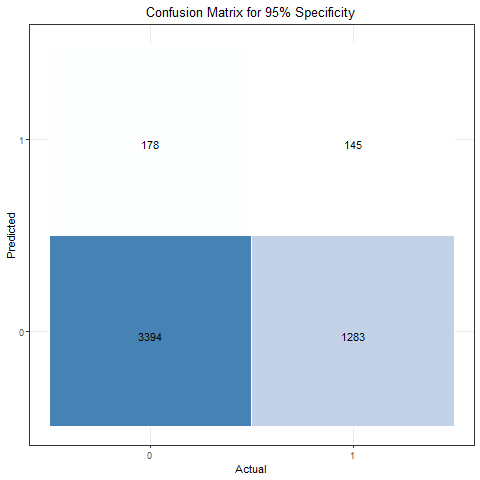 Confusion Matrix for 95% Specificity
1
178
145
Predicted
0
3394
1283
0
1
Actual